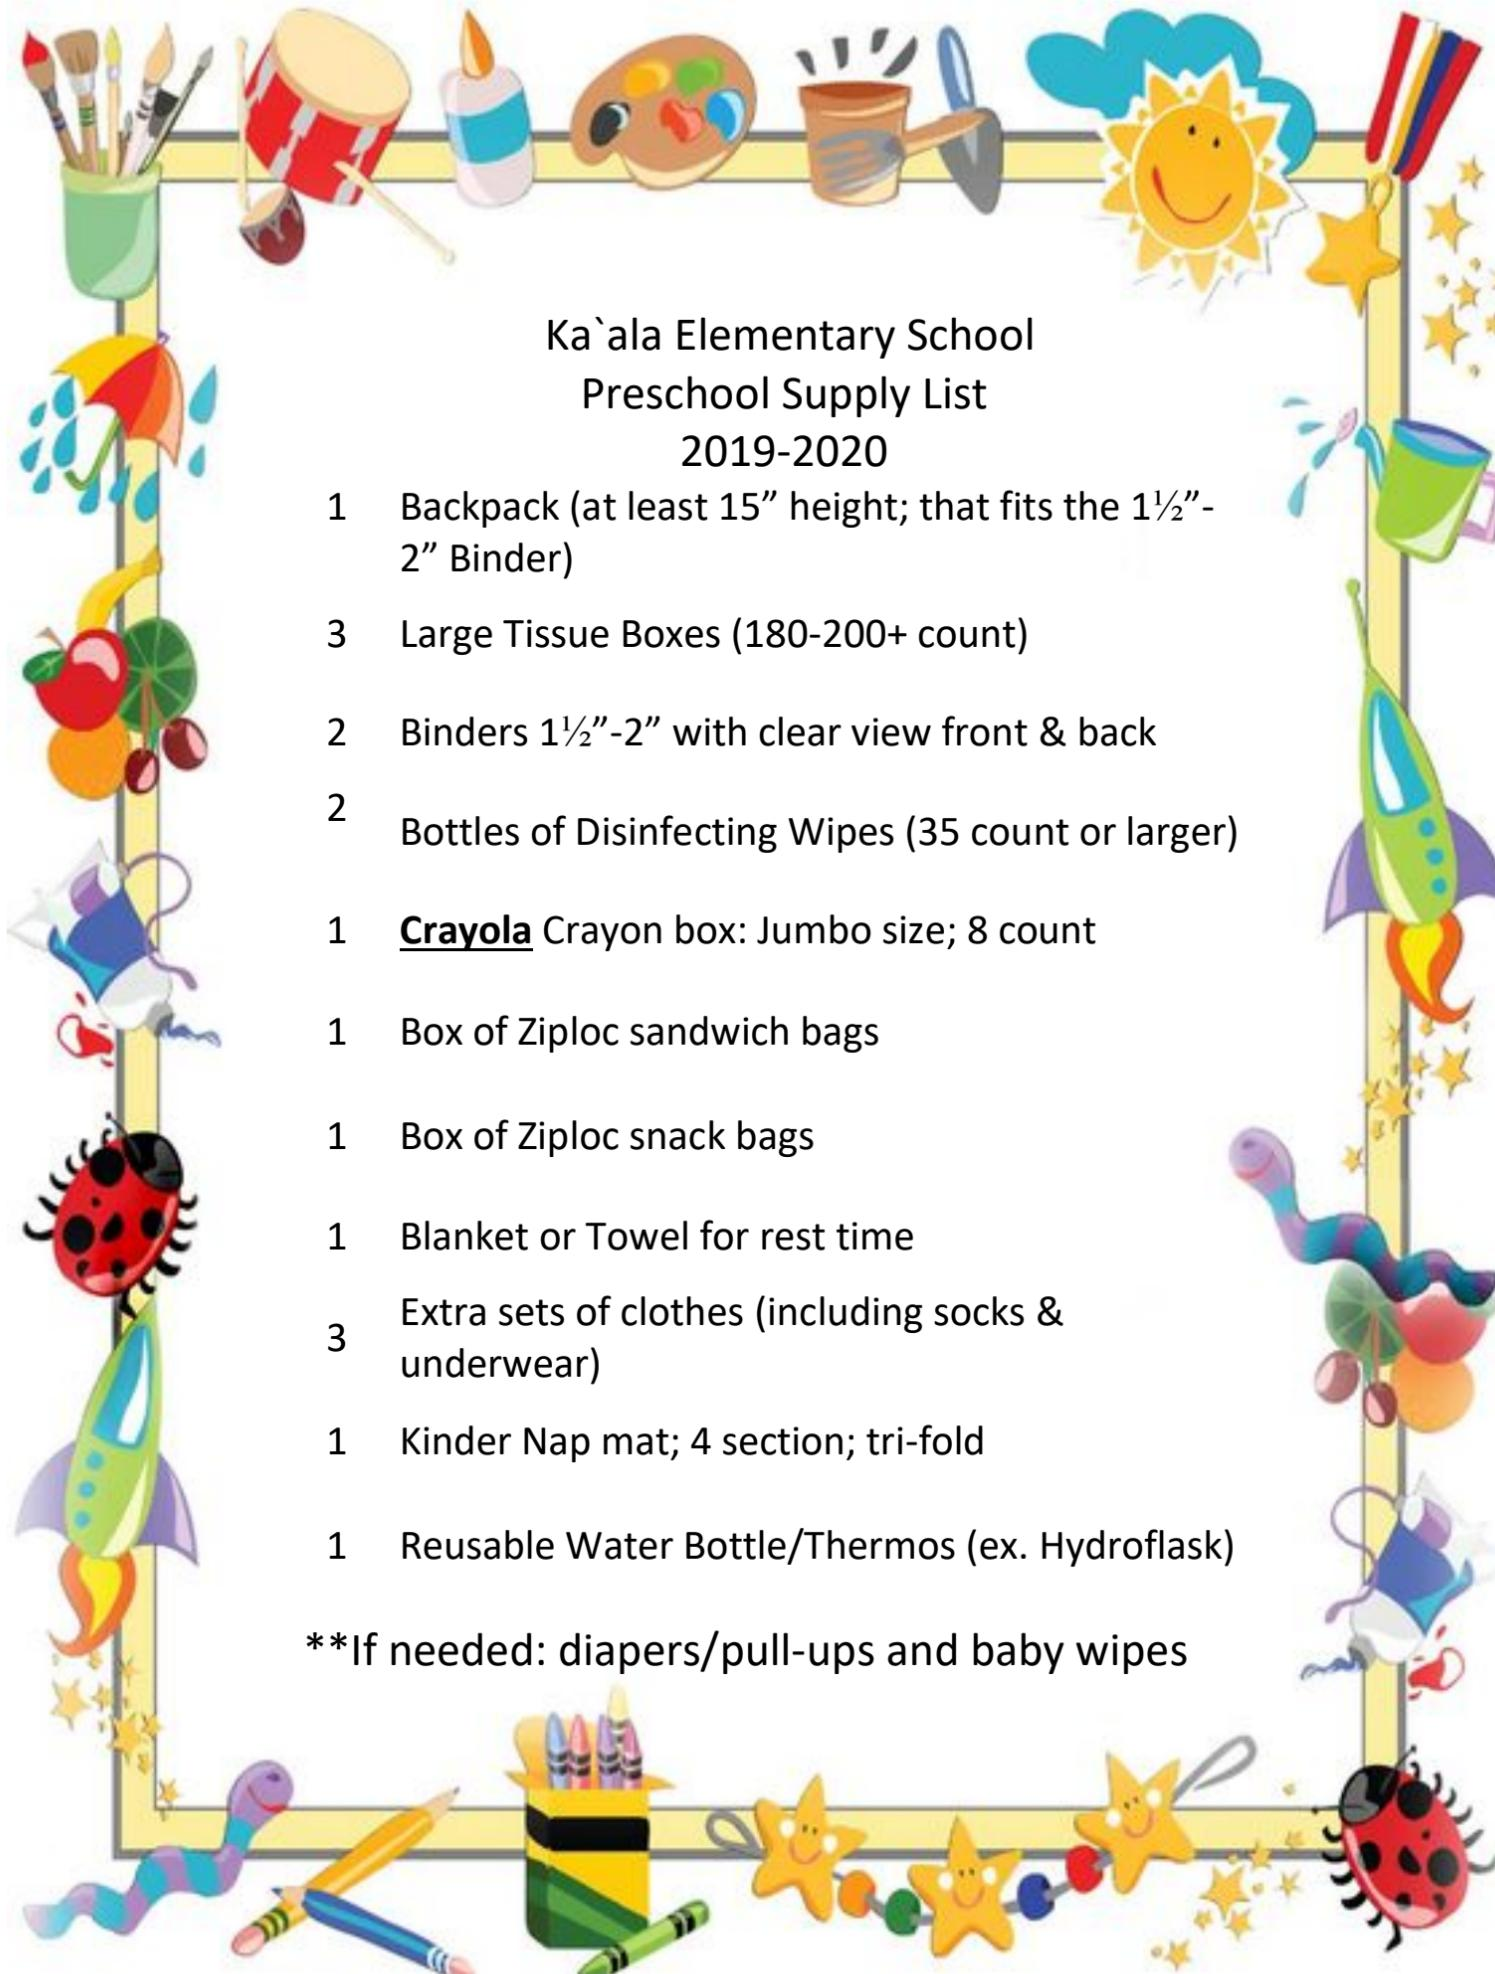 Ka`ala Elementary School
Preschool Supply List
2019-2020
1 Backpack (at least 15” height; that fits the 1½”-
2” Binder)
3 Large Tissue Boxes (180-200+ count)
2 Binders 1½”-2” with clear view front & back
2 Bottles of Disinfecting Wipes (35 count or larger)
1 Crayola Crayon box: Jumbo size; 8 count
1 Box of Ziploc sandwich bags
1 Box of Ziploc snack bags
1 Blanket or Towel for rest time
3 Extra sets of clothes (including socks &
underwear)
1 Kinder Nap mat; 4 section; tri-fold
1 Reusable Water Bottle/Thermos (ex. Hydroflask)
**If needed: diapers/pull-ups and baby wipes